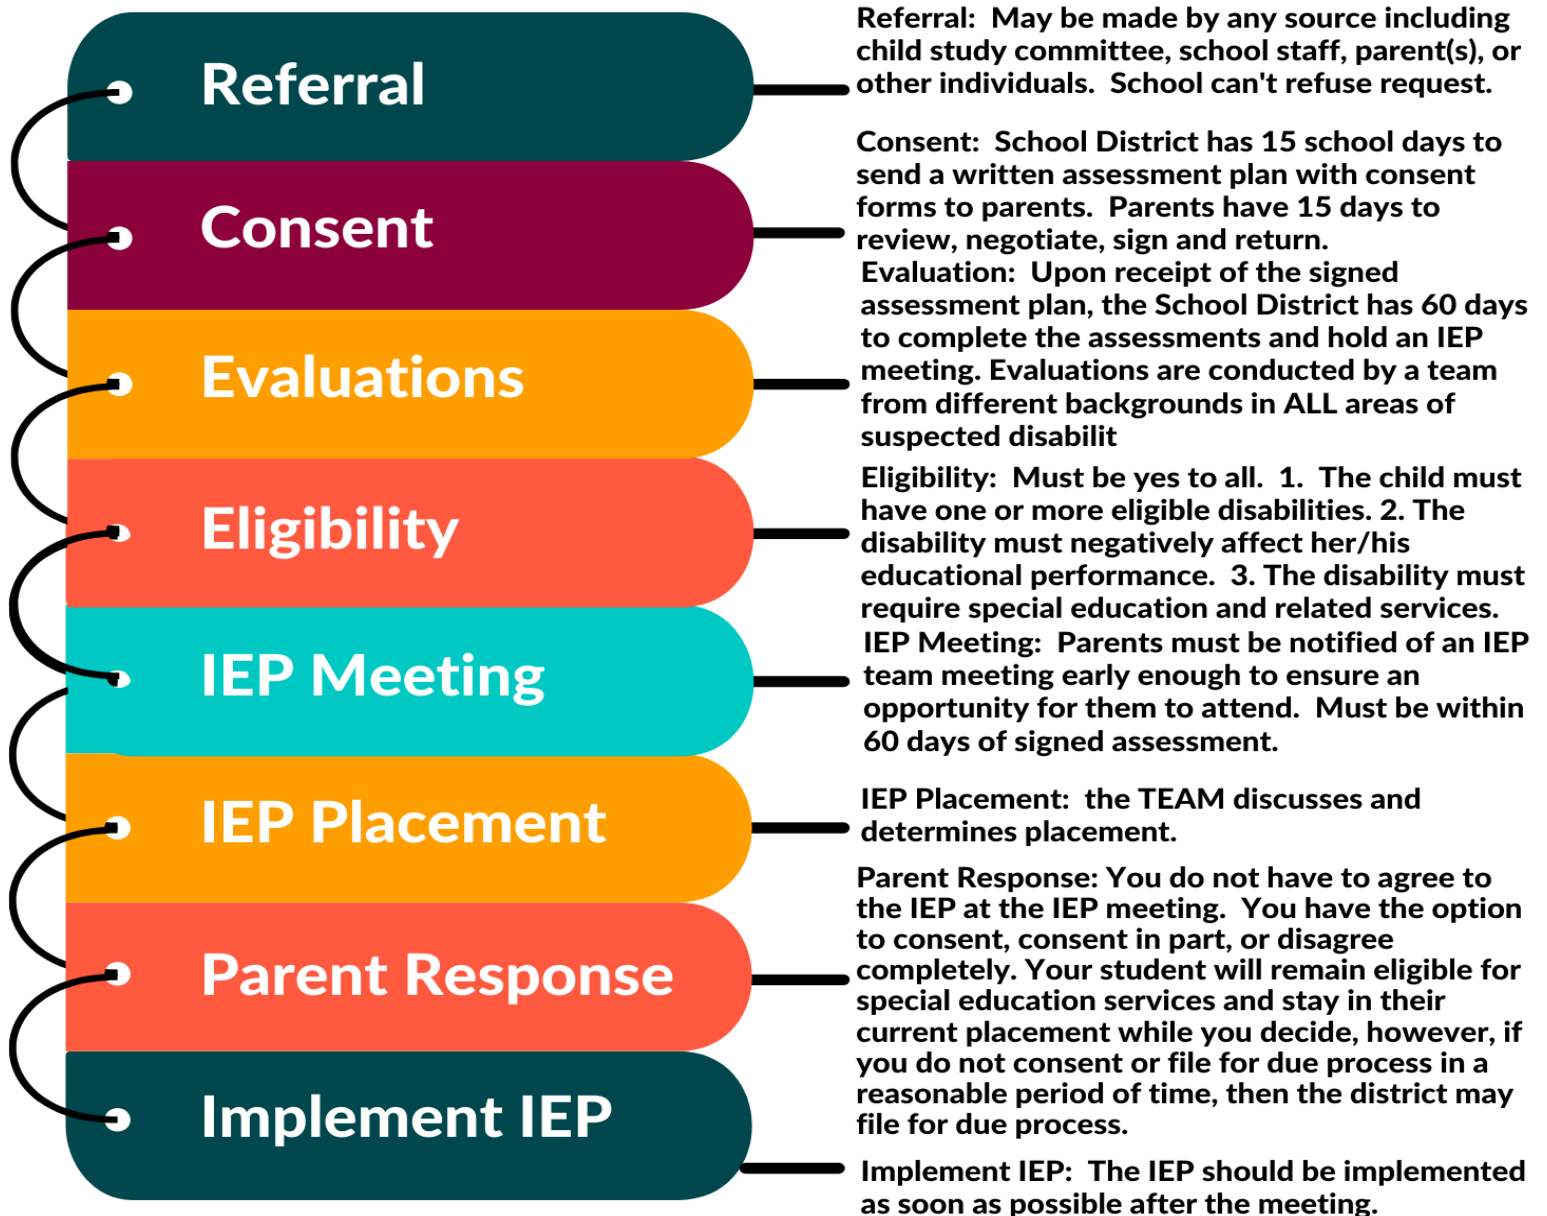 Referral
Referral:  May be made by any source including
child study committee, school staff, parent(s), or
other individuals.  School can't refuse request.
Consent
Consent:  School District has 15 school days to
send a written assessment plan with consent
forms to parents.  Parents have 15 days to
review, negotiate, sign and return.
Evaluations
Evaluation:  Upon receipt of the signed
assessment plan, the School District has 60 days
to complete the assessments and hold an IEP
meeting. Evaluations are conducted by a team
from different backgrounds in ALL areas of
suspected disabilit
Eligibility
Eligibility:  Must be yes to all.  1.  The child must
have one or more eligible disabilities. 2. The
disability must negatively affect her/his
educational performance.  3. The disability must
require special education and related services.
IEP Meeting
IEP Meeting:  Parents must be notified of an IEP
team meeting early enough to ensure an
opportunity for them to attend.  Must be within
60 days of signed assessment.
IEP Placement
IEP Placement:  the TEAM discusses and
determines placement.
Parent Response
Parent Response: You do not have to agree to
the IEP at the IEP meeting.  You have the option
to consent, consent in part, or disagree
completely. Your student will remain eligible for
special education services and stay in their
current placement while you decide, however, if
you do not consent or file for due process in a
reasonable period of time, then the district may
file for due process.
Implement IEP
Implement IEP:  The IEP should be implemented
as soon as possible after the meeting.